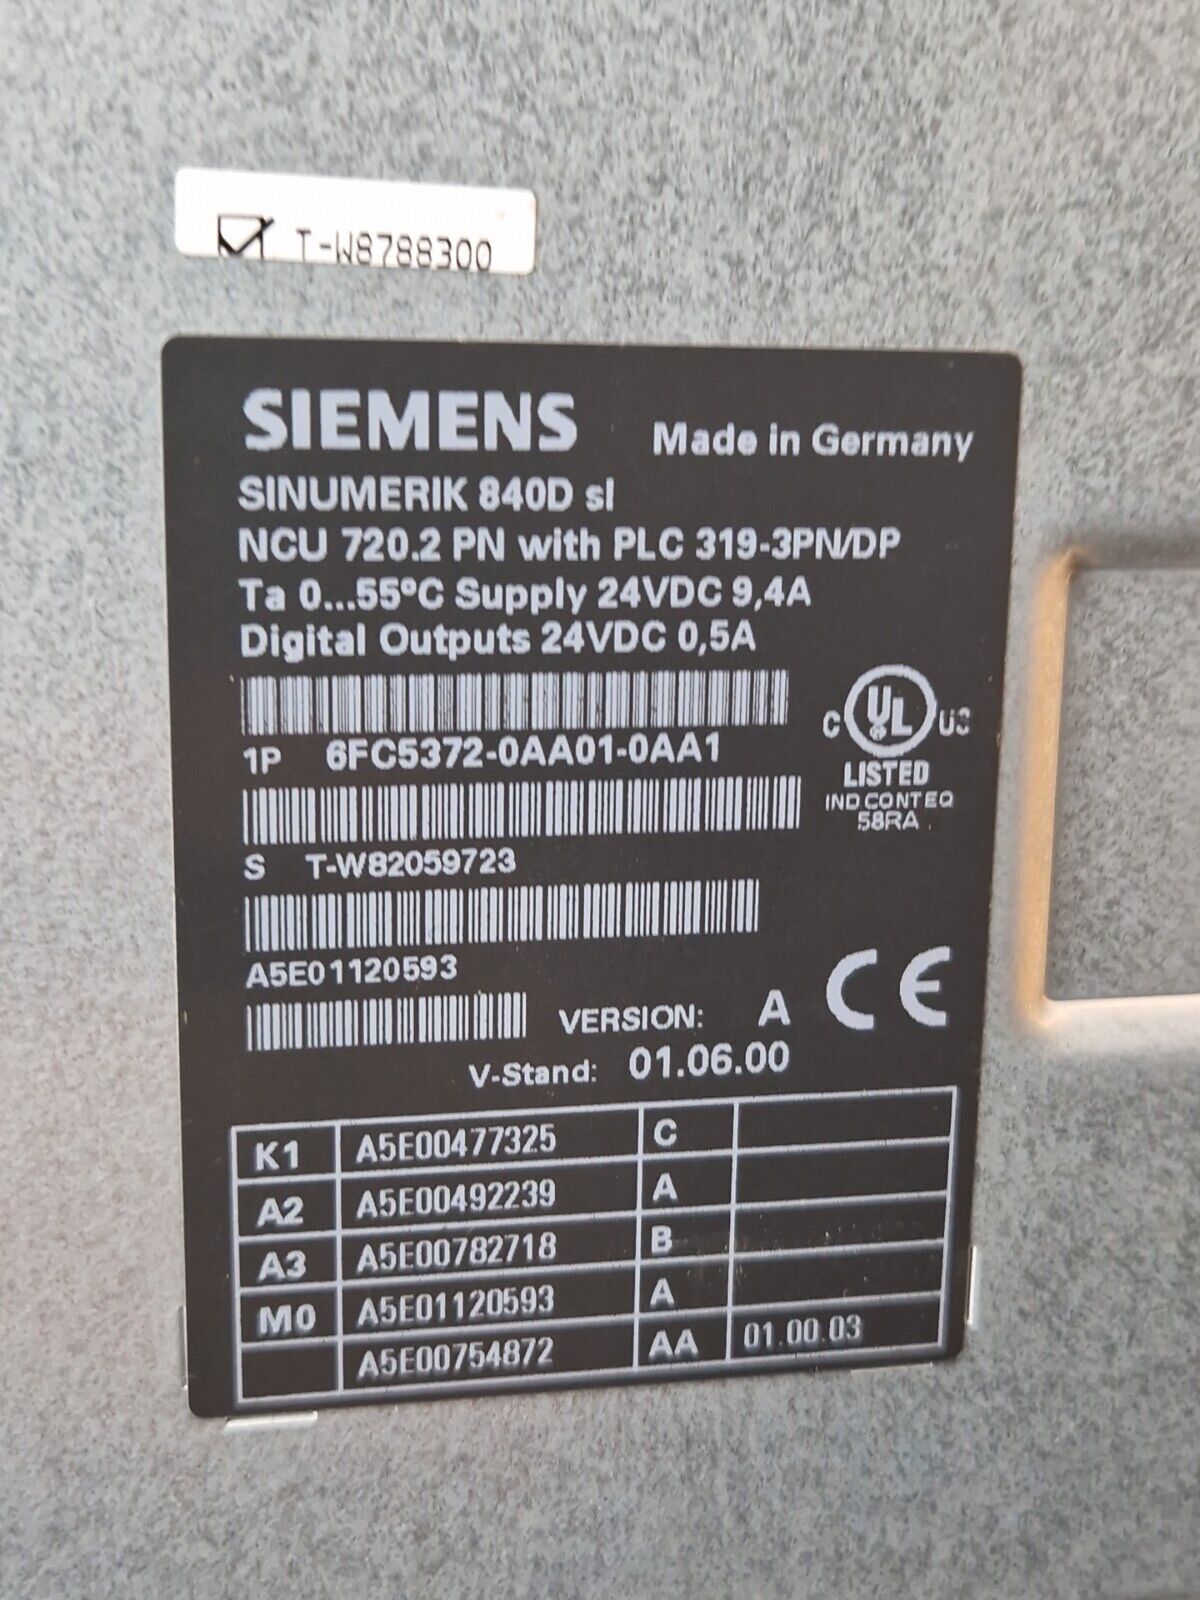 T-W8788300
SIEMENS
Made in Germany
SINUMERIK 840D sl
NCU 720.2 PN with PLC 319-3PN/DP
Ta 0...55°C Supply 24VDC 9,4A
Digital Outputs 24VDC 0,5A
1P 6FC5372-0AA01-0AA1
C UL US
LISTED
IND CONT EQ
58RA
S T-W82059723
A5E01120593
VERSION: A CE
V-Stand: 01.06.00
K1 A5E00477325 C
A2 A5E00492239 A
A3 A5E00782718 B
M0 A5E01120593 A
A5E00754872 AA 01.00.03